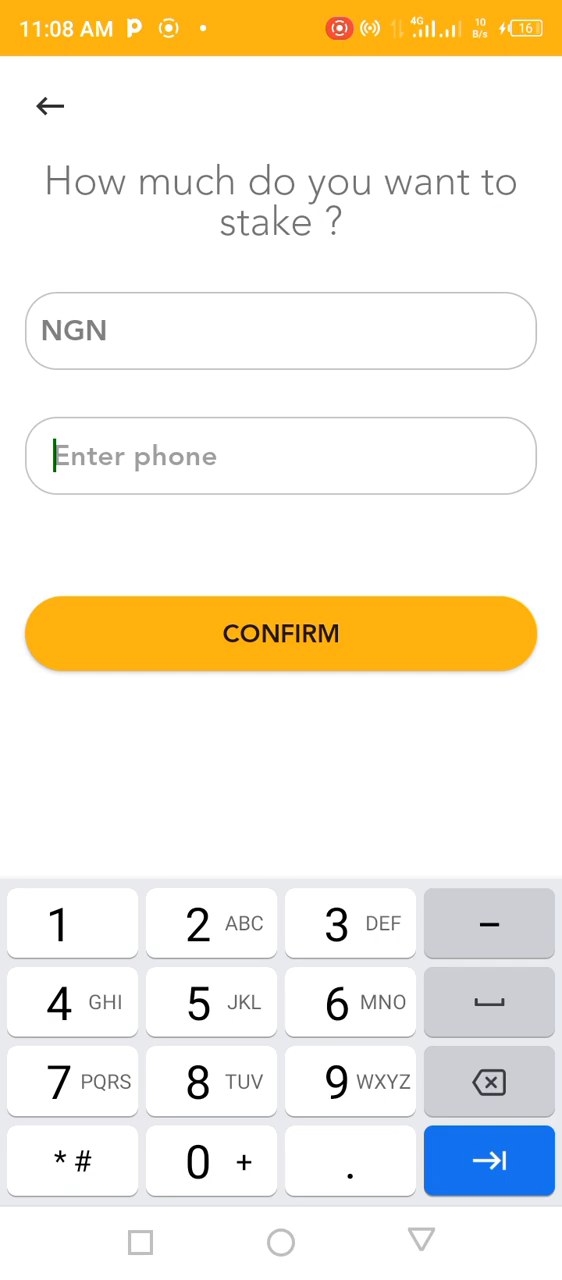 11:08 AM P 4G 10 B/s 16
How much do you want to
stake ?
NGN
Enter phone
CONFIRM
1 2 ABC 3 DEF –
4 GHI 5 JKL 6 MNO
7 PQRS 8 TUV 9 WXYZ
* # 0 + .